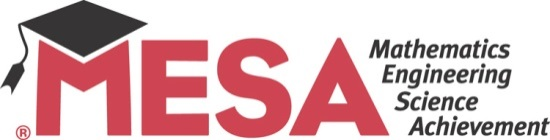 ® MESA
Mathematics
Engineering
Science
Achievement